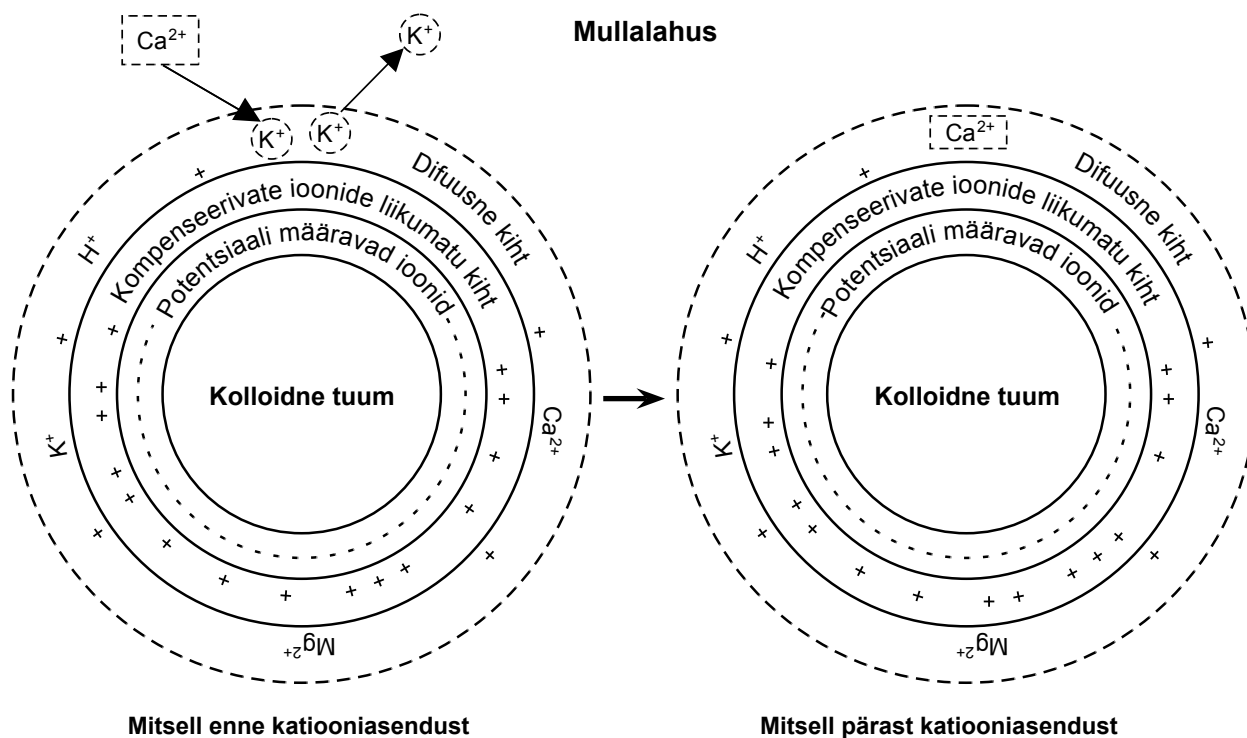 Mullalahus
Ca²⁺
K⁺
K⁺
K⁺
Difuusne kiht
Kompenseerivate ioonide liikumatu kiht
Potentsiaali määravad ioonid
H⁺
Kolloidne tuum
K⁺
Ca²⁺
Mg²⁺
Mitsell enne katiooniasendust
Ca²⁺
Difuusne kiht
Kompenseerivate ioonide liikumatu kiht
Potentsiaali määravad ioonid
H⁺
Kolloidne tuum
K⁺
Ca²⁺
Mg²⁺
Mitsell pärast katiooniasendust